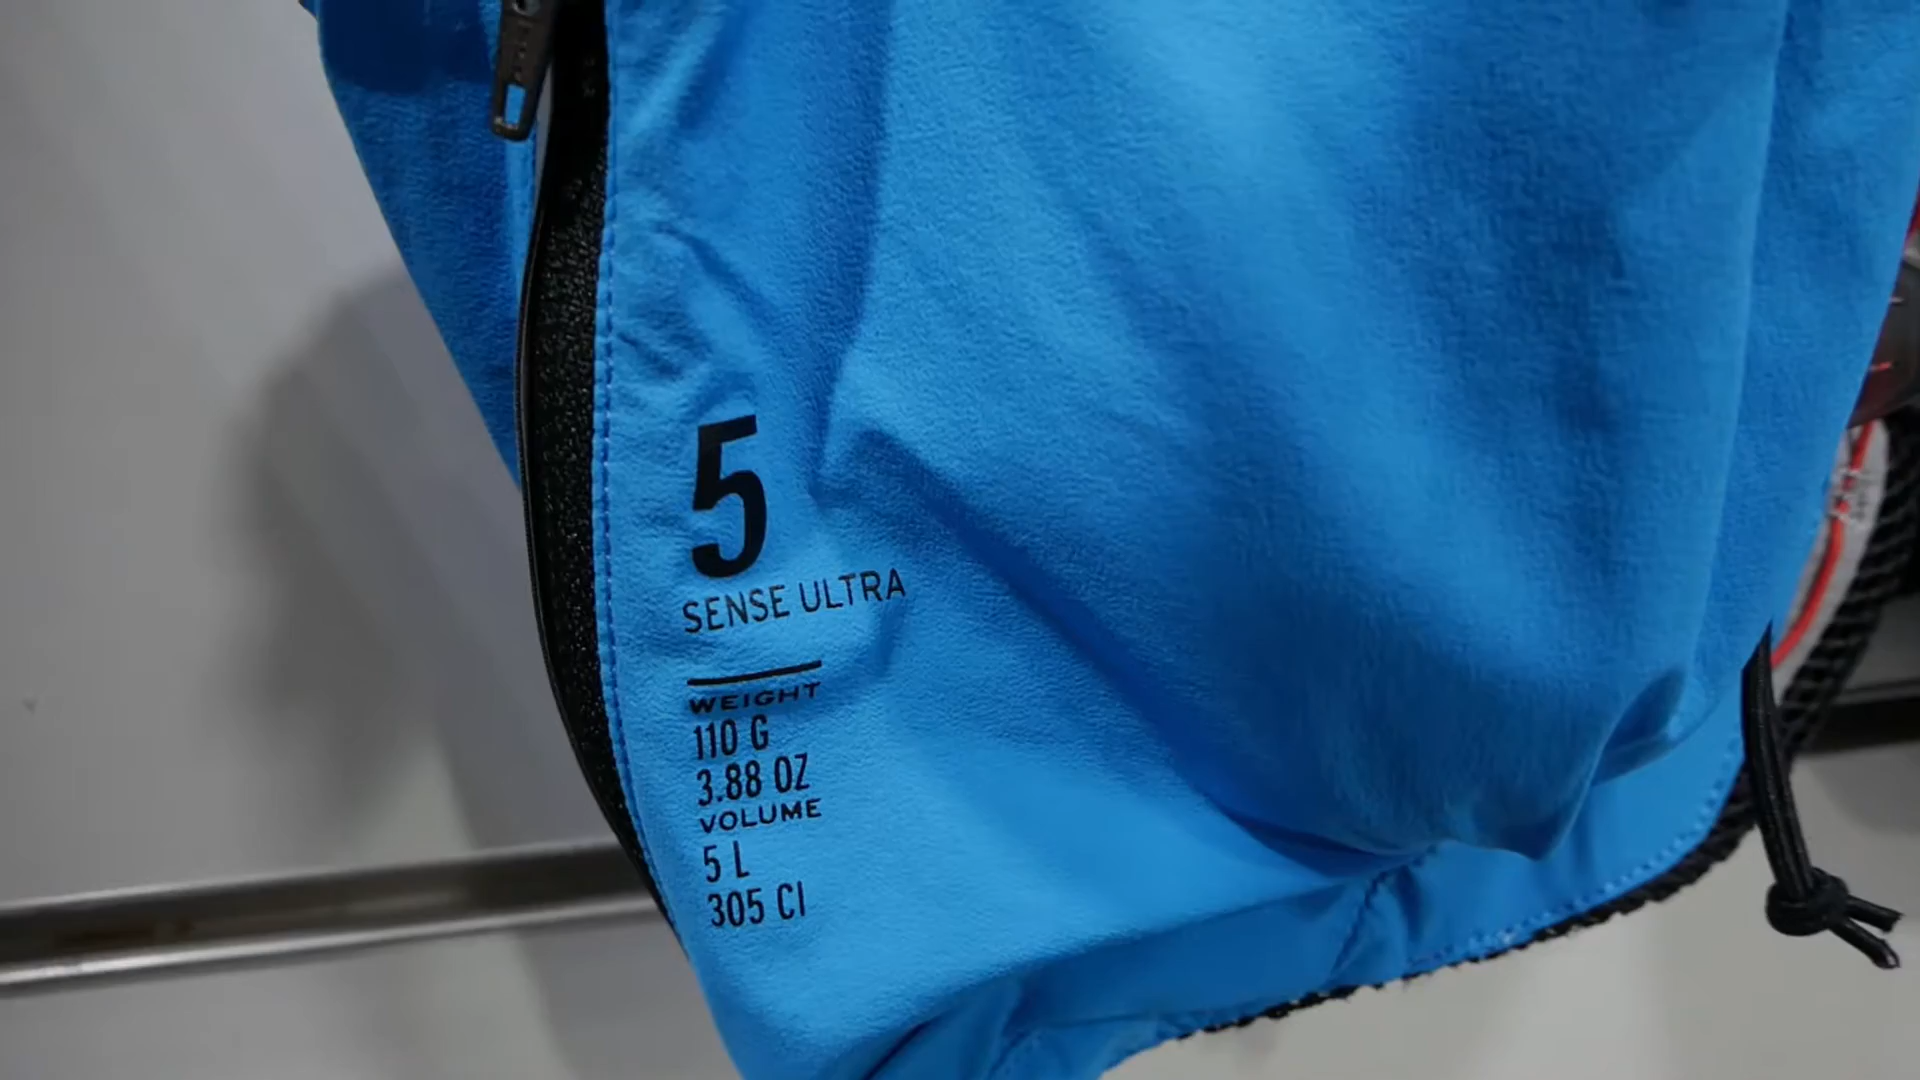 5
SENSE ULTRA
WEIGHT
110 G
3.88 OZ
VOLUME
5 L
305 CI